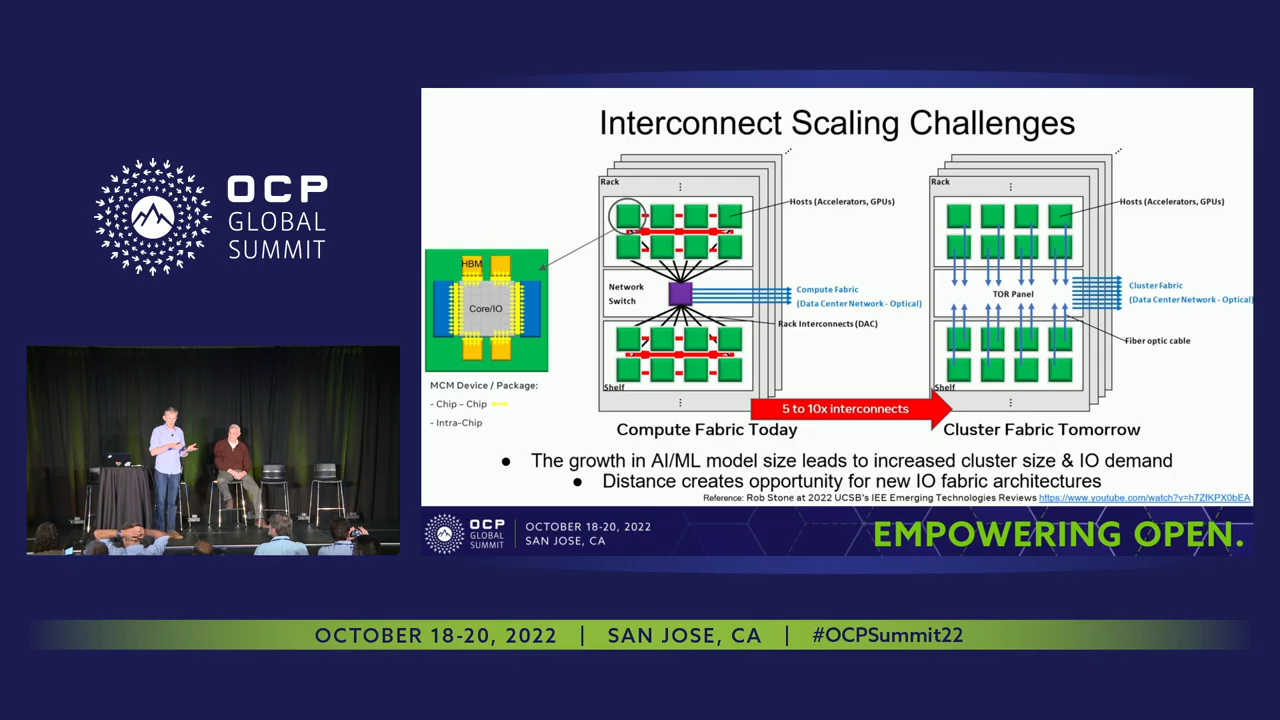 OCP
GLOBAL
SUMMIT
Interconnect Scaling Challenges
Rack
Hosts (Accelerators, GPUs)
HBM
Core/IO
Network
Switch
Compute Fabric
(Data Center Network - Optical)
Rack Interconnects (DAC)
Shelf
MCM Device / Package:
- Chip – Chip
- Intra-Chip
Rack
Hosts (Accelerators, GPUs)
TOR Panel
Cluster Fabric
(Data Center Network - Optical)
Fiber optic cable
Shelf
5 to 10x interconnects
Compute Fabric Today
Cluster Fabric Tomorrow
● The growth in AI/ML model size leads to increased cluster size & IO demand
● Distance creates opportunity for new IO fabric architectures
Reference: Rob Stone at 2022 UCSB's IEE Emerging Technologies Reviews https://www.youtube.com/watch?v=h7ZfKPX0bEA
OCP
GLOBAL
SUMMIT
OCTOBER 18-20, 2022
SAN JOSE, CA
EMPOWERING OPEN.
OCTOBER 18-20, 2022 | SAN JOSE, CA | #OCPSummit22